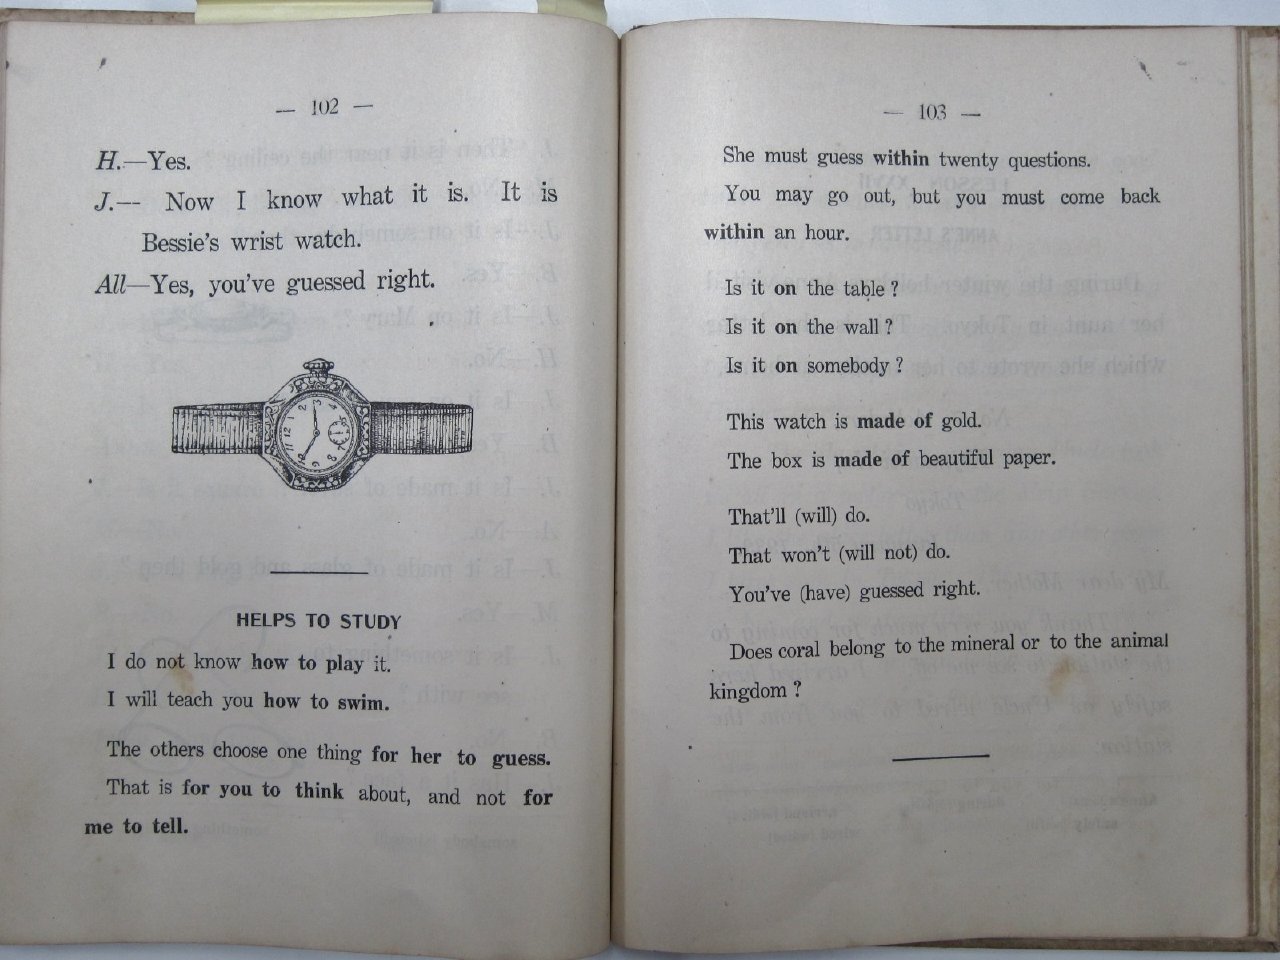 — 102 —
H.—Yes.
J.— Now I know what it is. It is
Bessie's wrist watch.
All—Yes, you've guessed right.
HELPS TO STUDY
I do not know how to play it.
I will teach you how to swim.
The others choose one thing for her to guess.
That is for you to think about, and not for
me to tell.
— 103 —
She must guess within twenty questions.
You may go out, but you must come back
within an hour.
Is it on the table ?
Is it on the wall ?
Is it on somebody ?
This watch is made of gold.
The box is made of beautiful paper.
That'll (will) do.
That won't (will not) do.
You've (have) guessed right.
Does coral belong to the mineral or to the animal
kingdom ?